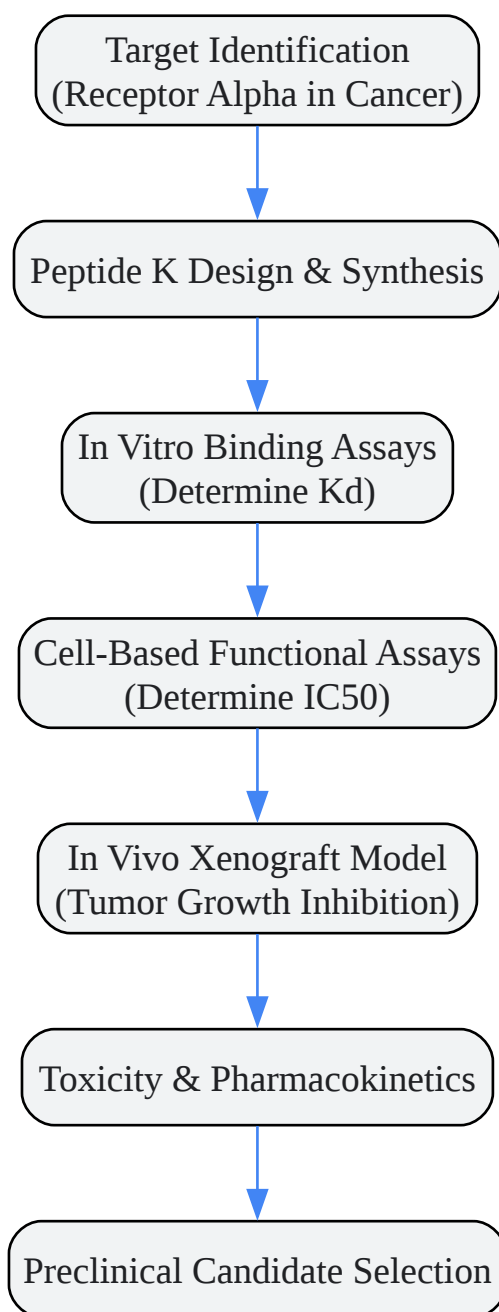 Target Identification
(Receptor Alpha in Cancer)
Peptide K Design & Synthesis
In Vitro Binding Assays
(Determine Kd)
Cell-Based Functional Assays
(Determine IC50)
In Vivo Xenograft Model
(Tumor Growth Inhibition)
Toxicity & Pharmacokinetics
Preclinical Candidate Selection